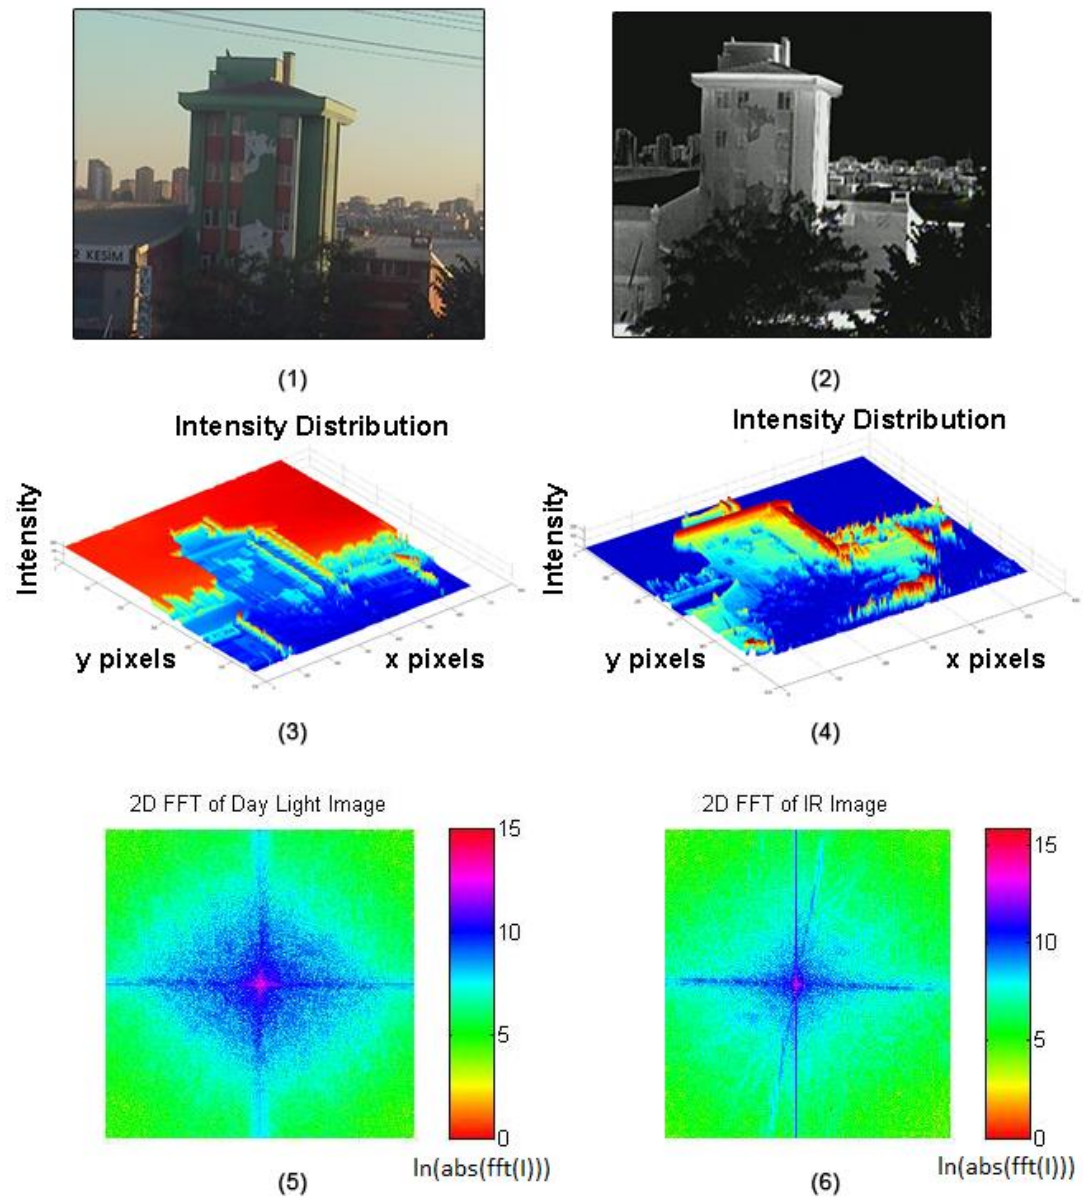 R KESİM
(1)
(2)
Intensity Distribution
Intensity
y pixels
x pixels
(3)
Intensity Distribution
Intensity
y pixels
x pixels
(4)
2D FFT of Day Light Image
15
10
5
0
ln(abs(fft(I)))
(5)
2D FFT of IR Image
15
10
5
0
ln(abs(fft(I)))
(6)